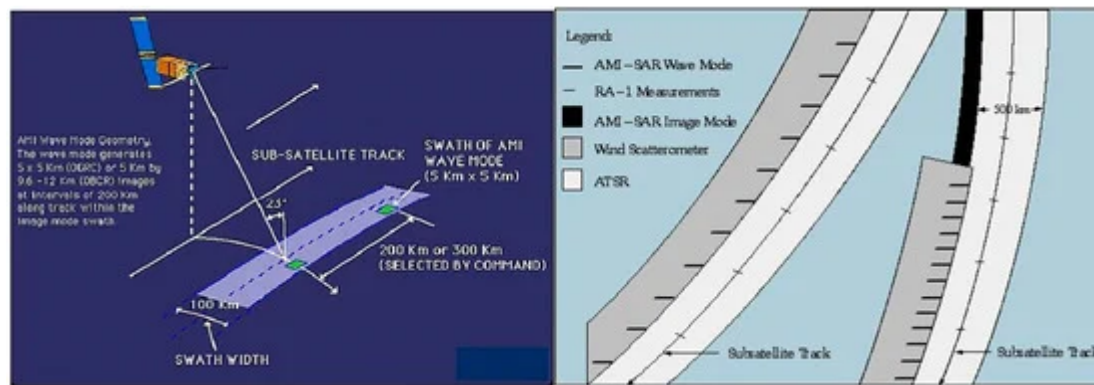 AMI Wave Mode Geometry.
The wave mode generates
5 x 5 Km (OGRC) or 5 Km by
9.6 -12 Km (OBCR) images
at intervals of 200 Km
along track within the
image mode swath.
SUB-SATELLITE TRACK
SWATH OF AMI
WAVE MODE
(5 Km x 5 Km)
23°
200 Km or 300 Km
(SELECTED BY COMMAND)
100 Km
SWATH WIDTH
Legend:
AMI-SAR Wave Mode
RA-1 Measurements
AMI-SAR Image Mode
Wind Scatterometer
ATSR
500 km
Subsatellite Track
Subsatellite Track